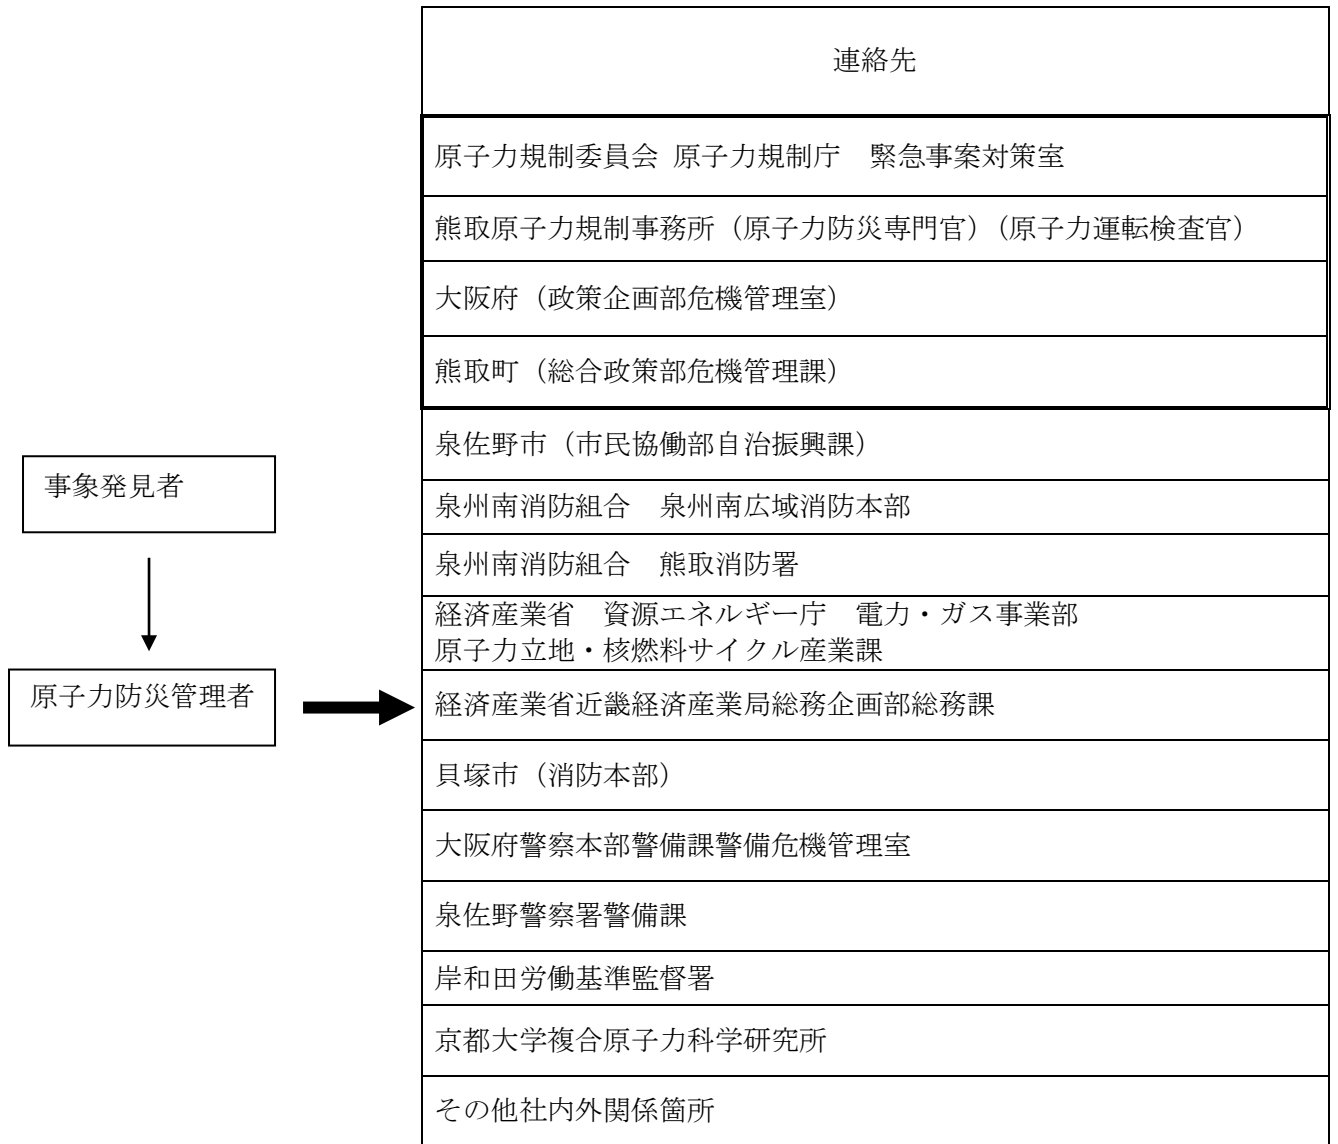 連絡先
原子力規制委員会 原子力規制庁　緊急事案対策室
熊取原子力規制事務所（原子力防災専門官）（原子力運転検査官）
大阪府（政策企画部危機管理室）
熊取町（総合政策部危機管理課）
泉佐野市（市民協働部自治振興課）
泉州南消防組合　泉州南広域消防本部
泉州南消防組合　熊取消防署
経済産業省　資源エネルギー庁　電力・ガス事業部
原子力立地・核燃料サイクル産業課
経済産業省近畿経済産業局総務企画部総務課
貝塚市（消防本部）
大阪府警察本部警備課警備危機管理室
泉佐野警察署警備課
岸和田労働基準監督署
京都大学複合原子力科学研究所
その他社内外関係箇所
事象発見者
原子力防災管理者